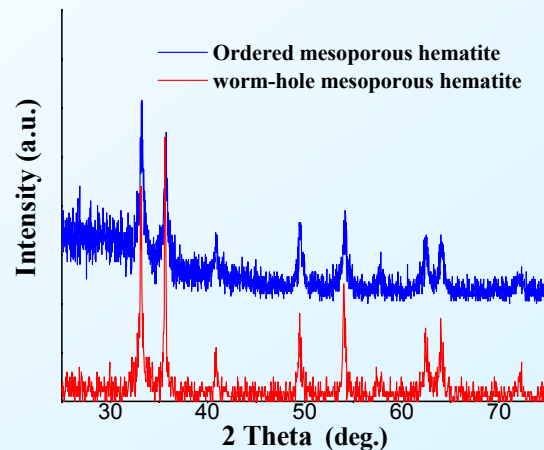 Ordered mesoporous hematite
worm-hole mesoporous hematite
Intensity (a.u.)
30 40 50 60 70
2 Theta (deg.)